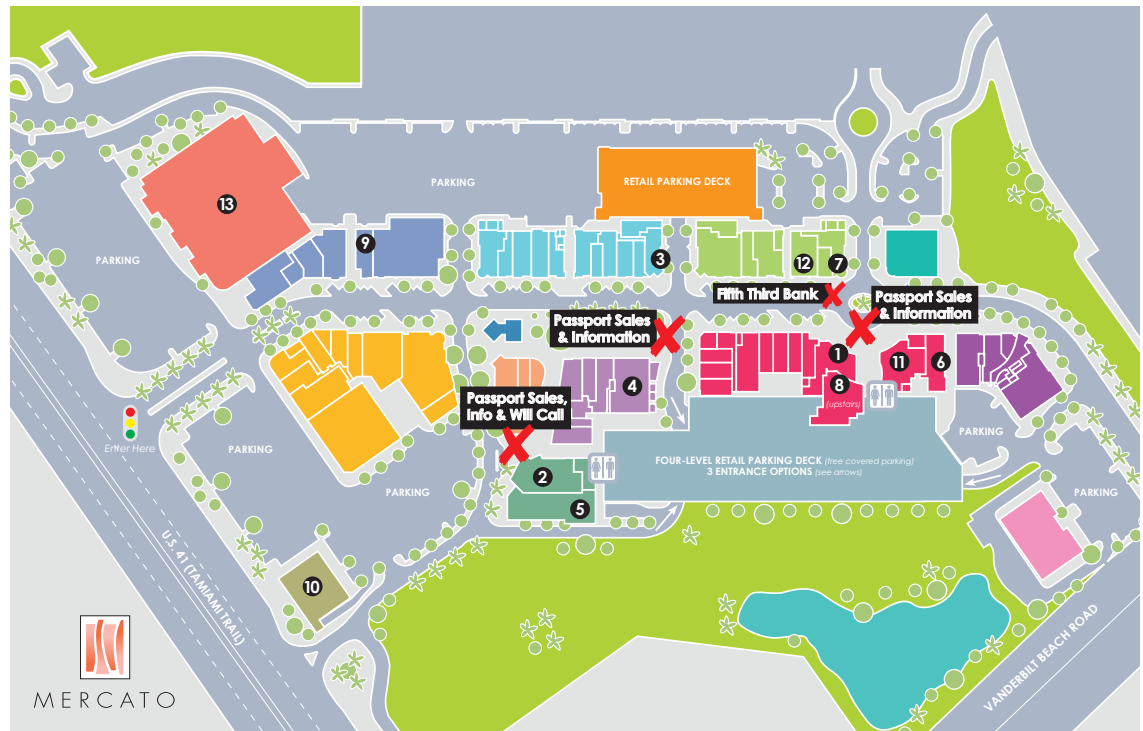 PARKING
RETAIL PARKING DECK
13
PARKING
9
3
12
7
Fifth Third Bank
Passport Sales
& Information
Passport Sales
& Information
1
11
6
4
8
(upstairs)
Passport Sales,
Info & Will Call
Enter Here
PARKING
PARKING
PARKING
PARKING
FOUR-LEVEL RETAIL PARKING DECK (free covered parking)
3 ENTRANCE OPTIONS (see arrows)
2
5
10
U.S. 41 (TAMIAMI TRAIL)
VANDERBILT BEACH ROAD
MERCATO